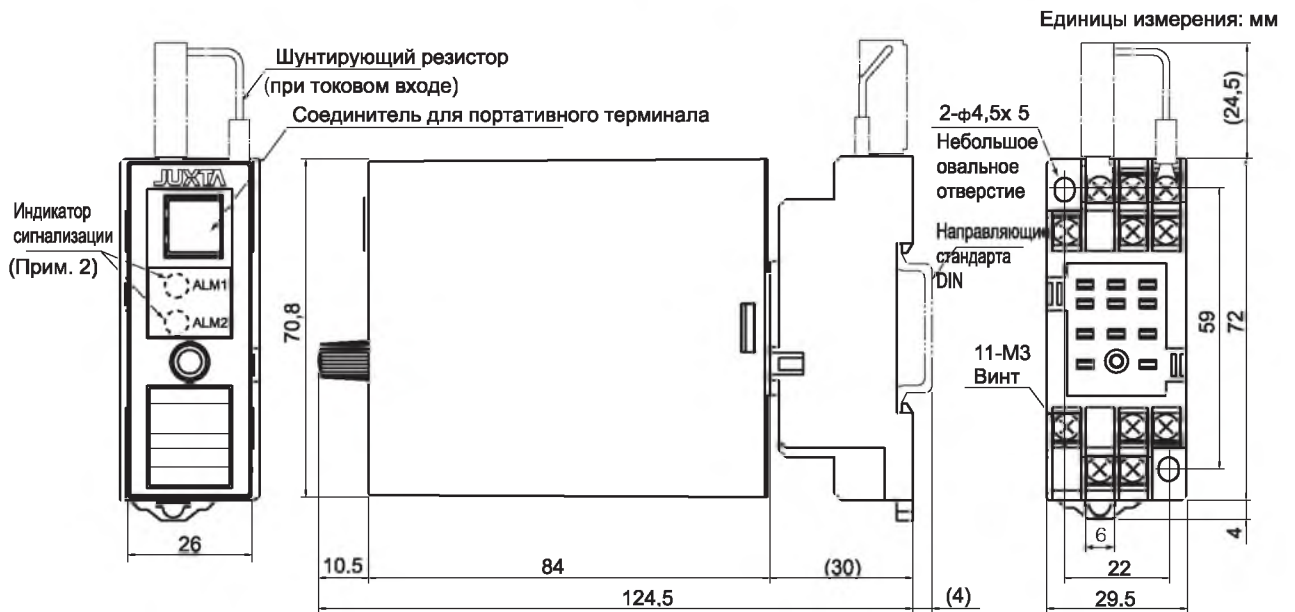 Единицы измерения: мм
Шунтирующий резистор
(при токовом входе)
Соединитель для портативного терминала
JUXTA
Индикатор
сигнализации
(Прим. 2)
ALM1
ALM2
26
70,8
10.5
84
(30)
124,5
(4)
2-ф4,5x 5
Небольшое
овальное
отверстие
Направляющие
стандарта
DIN
11-M3
Винт
(24,5)
59
72
4
6
22
29.5